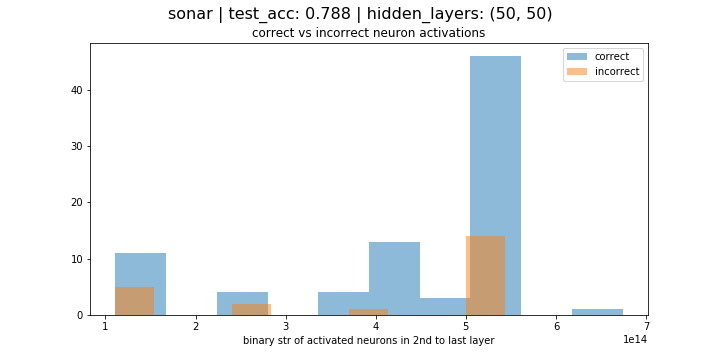 sonar | test_acc: 0.788 | hidden_layers: (50, 50)
correct vs incorrect neuron activations
correct
incorrect
40
30
20
10
0
1 2 3 4 5 6 7
1e14
binary str of activated neurons in 2nd to last layer